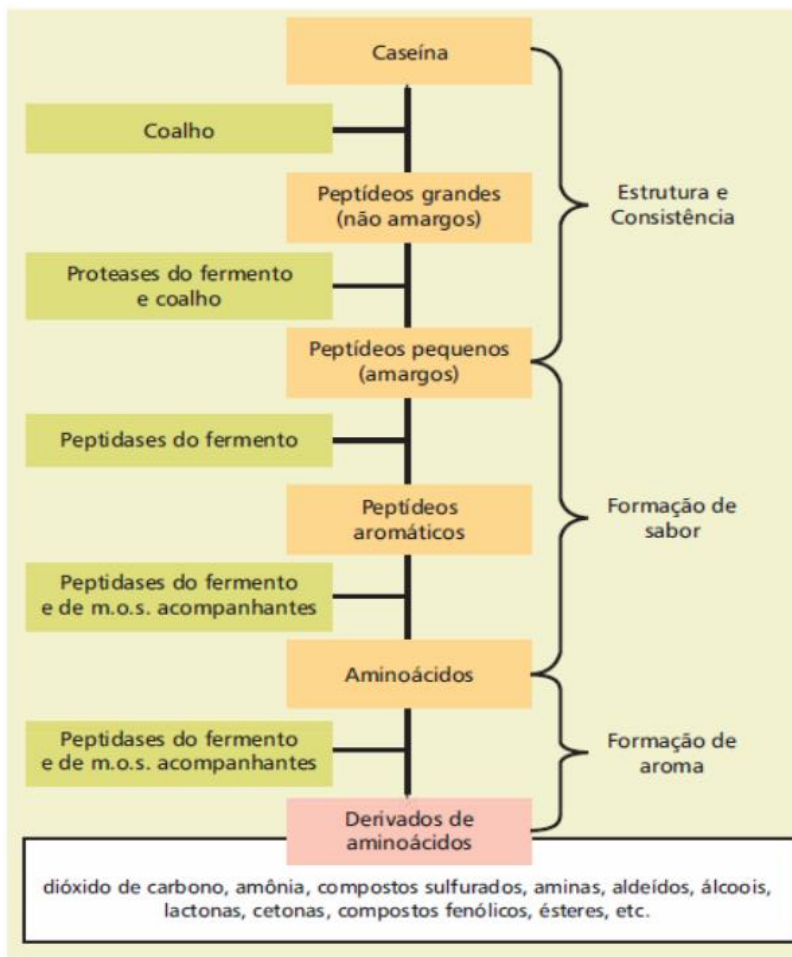 Caseína
Coalho
Peptídeos grandes
(não amargos)
Estrutura e
Consistência
Proteases do fermento
e coalho
Peptídeos pequenos
(amargos)
Peptidases do fermento
Peptídeos
aromáticos
Formação de
sabor
Peptidases do fermento
e de m.o.s. acompanhantes
Aminoácidos
Peptidases do fermento
e de m.o.s. acompanhantes
Formação de
aroma
Derivados de
aminoácidos
dióxido de carbono, amônia, compostos sulfurados, aminas, aldeídos, álcoois,
lactonas, cetonas, compostos fenólicos, ésteres, etc.